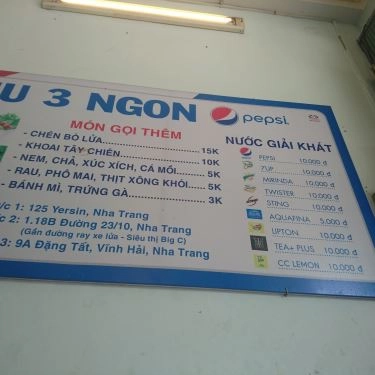 U 3 NGON
pepsi
MÓN GỌI THÊM
- CHÉN BÒ LỬA 15K
- KHOAI TÂY CHIÊN 10K
- NEM, CHẢ, XÚC XÍCH, CÁ MÒI 5K
- RAU, PHÔ MAI, THỊT XÔNG KHÓI 5K
- BÁNH MÌ, TRỨNG GÀ 3K
/c 1: 125 Yersin, Nha Trang
/c 2: 1.18B Đường 23/10, Nha Trang
(Gần đường ray xe lửa - Siêu thị Big C)
3: 9A Đặng Tất, Vĩnh Hải, Nha Trang
NƯỚC GIẢI KHÁT
PEPSI 10.000 đ
7UP 10.000 đ
MIRINDA 10.000 đ
TWISTER 10.000 đ
STING 10.000 đ
AQUAFINA 5.000 đ
LIPTON 10.000 đ
TEA+ PLUS 10.000 đ
CC LEMON 10.000 đ